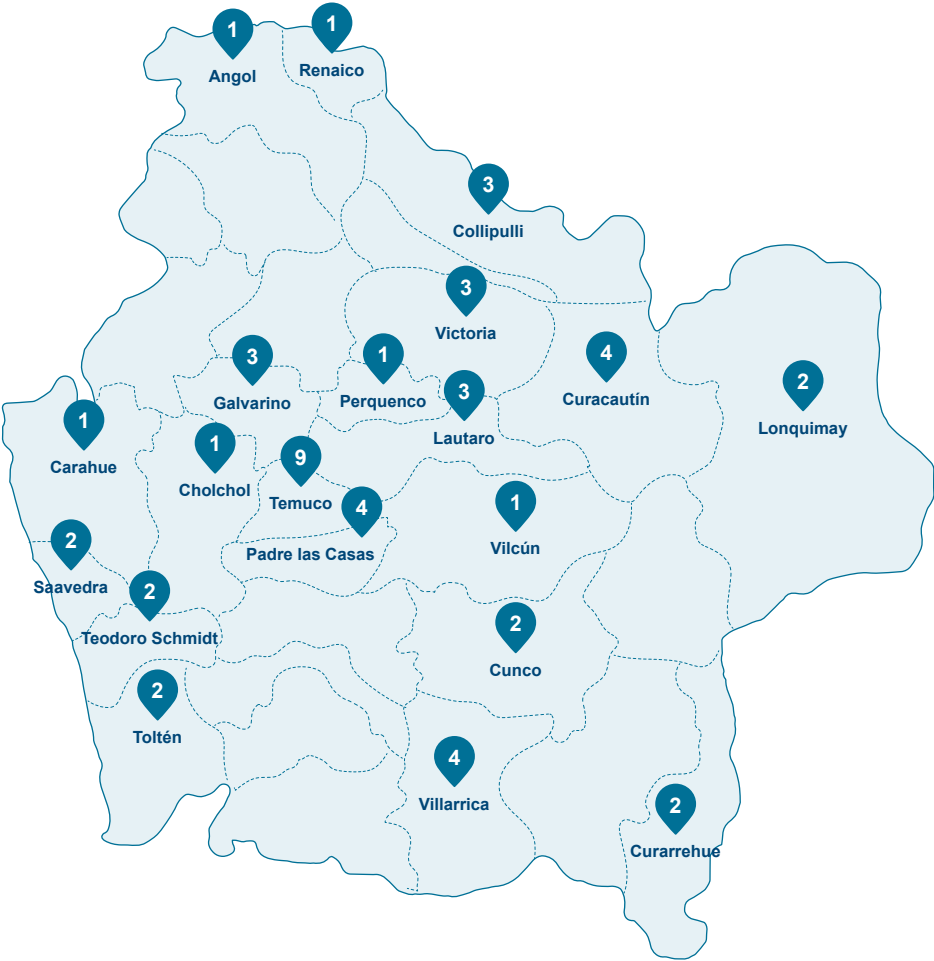 1
Angol
1
Renaico
3
Collipulli
3
Victoria
3
Galvarino
1
Perquenco
4
Curacautín
2
Lonquimay
3
Lautaro
1
Carahue
1
Cholchol
9
Temuco
4
Padre las Casas
1
Vilcún
2
Saavedra
2
Teodoro Schmidt
2
Cunco
2
Toltén
4
Villarrica
2
Curarrehue